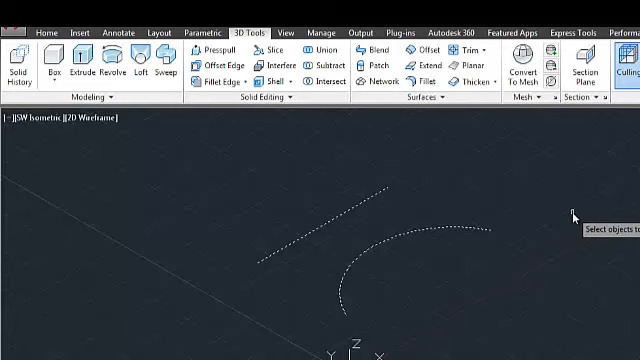 Home Insert Annotate Layout Parametric 3D Tools View Manage Output Plug-ins Autodesk 360 Featured Apps Express Tools Performa
Presspull Slice Union Blend Offset Trim
Offset Edge Interfere Subtract Patch Extend Planar
Fillet Edge Shell Intersect Network Fillet Thicken
Solid History Box Extrude Revolve Loft Sweep Convert to Mesh Section Plane Culling
Modeling Solid Editing Surfaces Mesh Section
[−][SW Isometric][2D Wireframe]
Select objects to
Z
Y X